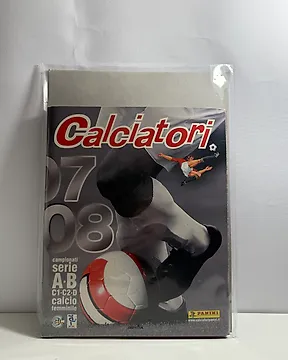 Calciatori
07
08
campionati
serie
A-B
C1-C2-D
calcio
femminile
PANINI